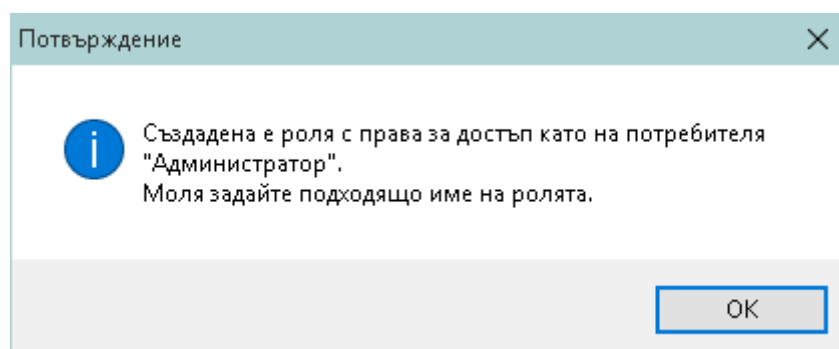 Потвърждение
Създадена е роля с права за достъп като на потребителя
"Администратор".
Моля задайте подходящо име на ролята.
OK